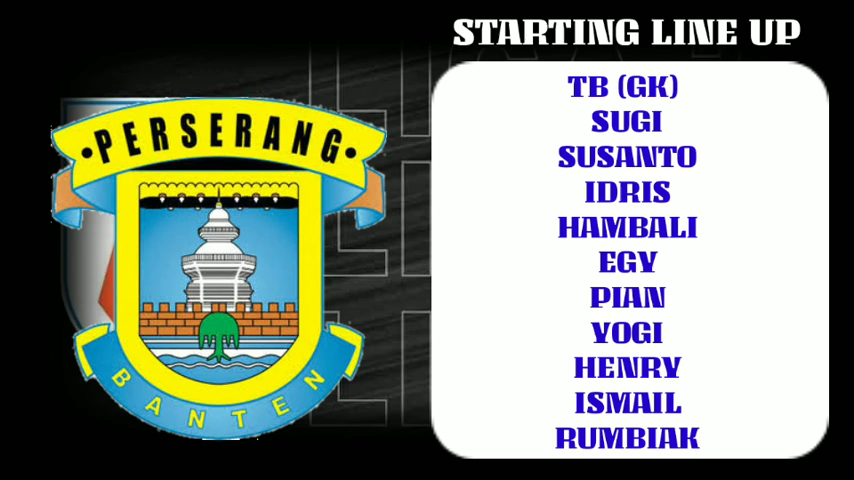 STARTING LINE UP
PERSERANG
BANTEN
TB (GK)
SUGI
SUSANTO
IDRIS
HAMBALI
EGY
PIAN
YOGI
HENRY
ISMAIL
RUMBIAK